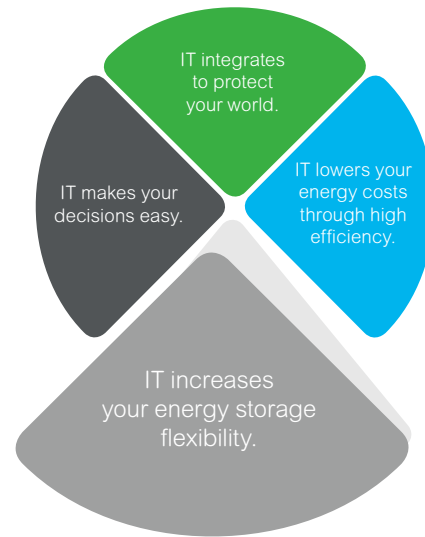 IT integrates
to protect
your world.
IT makes your
decisions easy.
IT lowers your
energy costs
through high
efficiency.
IT increases
your energy storage
flexibility.